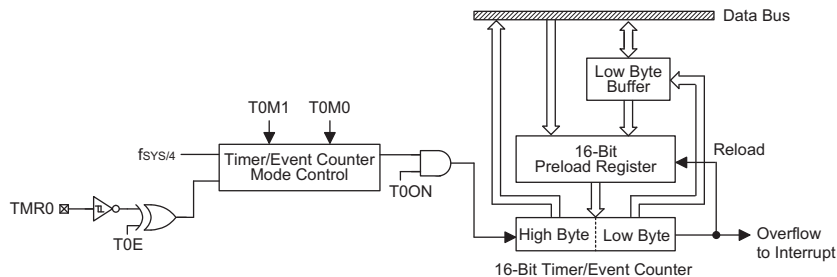 Data Bus
Low Byte
Buffer
T0M1
T0M0
fSYS/4
Timer/Event Counter
Mode Control
T0ON
16-Bit
Preload Register
Reload
TMR0
T0E
High Byte
Low Byte
Overflow
to Interrupt
16-Bit Timer/Event Counter